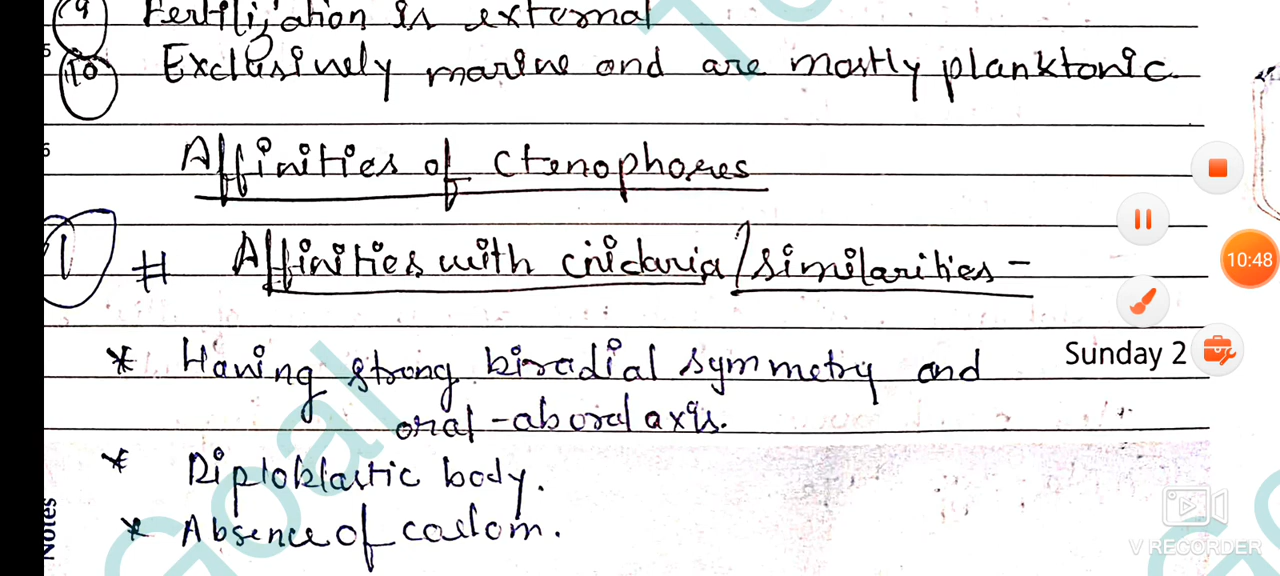 9 Fertilization is external
10 Exclusively marine and are mostly planktonic.
Affinities of Ctenophores
1 # Affinities with cnidaria/similarities -
10:48
* Having strong biradial symmetry and
Sunday 2
oral-aboral axis.
* Diploblastic body.
* Absence of coelom.
Notes
Goal
To
V RECORDER